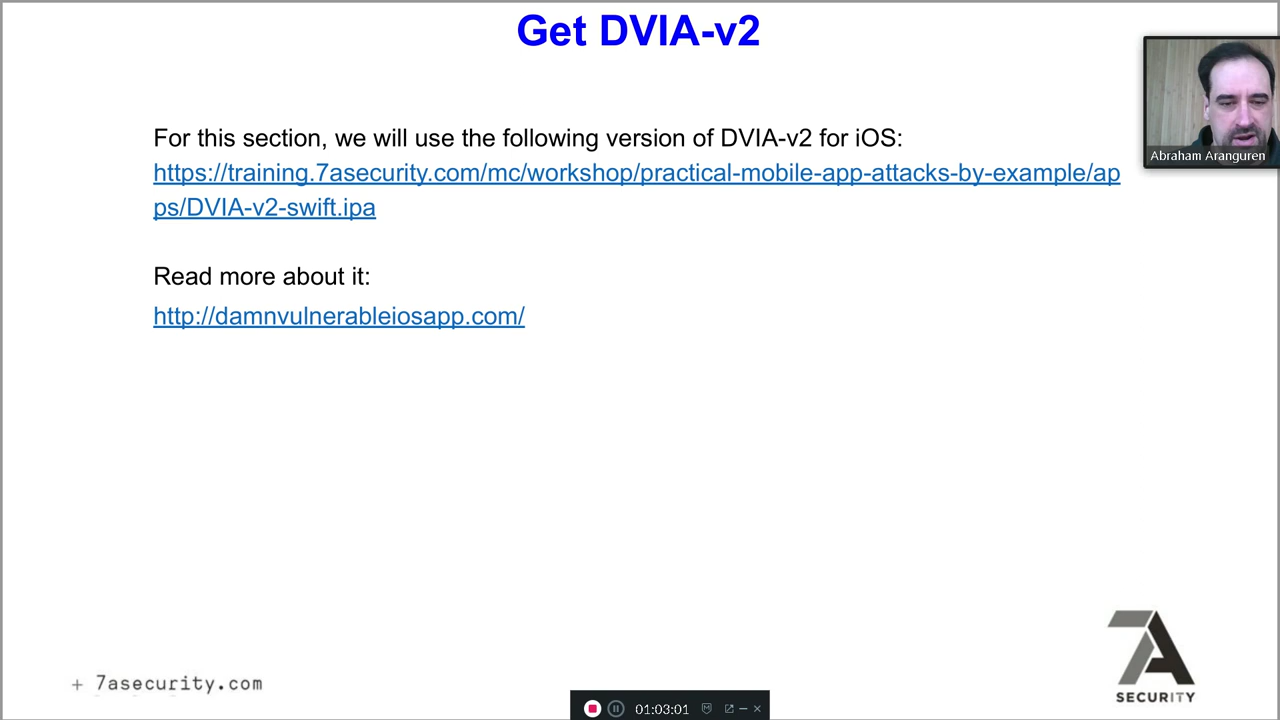 Get DVIA-v2
For this section, we will use the following version of DVIA-v2 for iOS:
https://training.7asecurity.com/mc/workshop/practical-mobile-app-attacks-by-example/ap
ps/DVIA-v2-swift.ipa
Read more about it:
http://damnvulnerableiosapp.com/
Abraham Aranguren
+ 7asecurity.com
7A
SECURITY
01:03:01